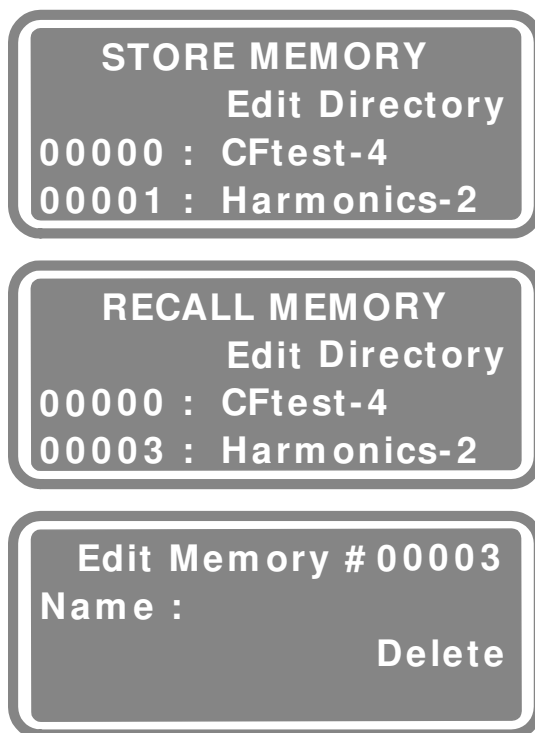 STORE MEMORY
Edit Directory
00000 : CFtest-4
00001 : Harmonics-2
RECALL MEMORY
Edit Directory
00000 : CFtest-4
00003 : Harmonics-2
Edit Memory #00003
Name :
Delete